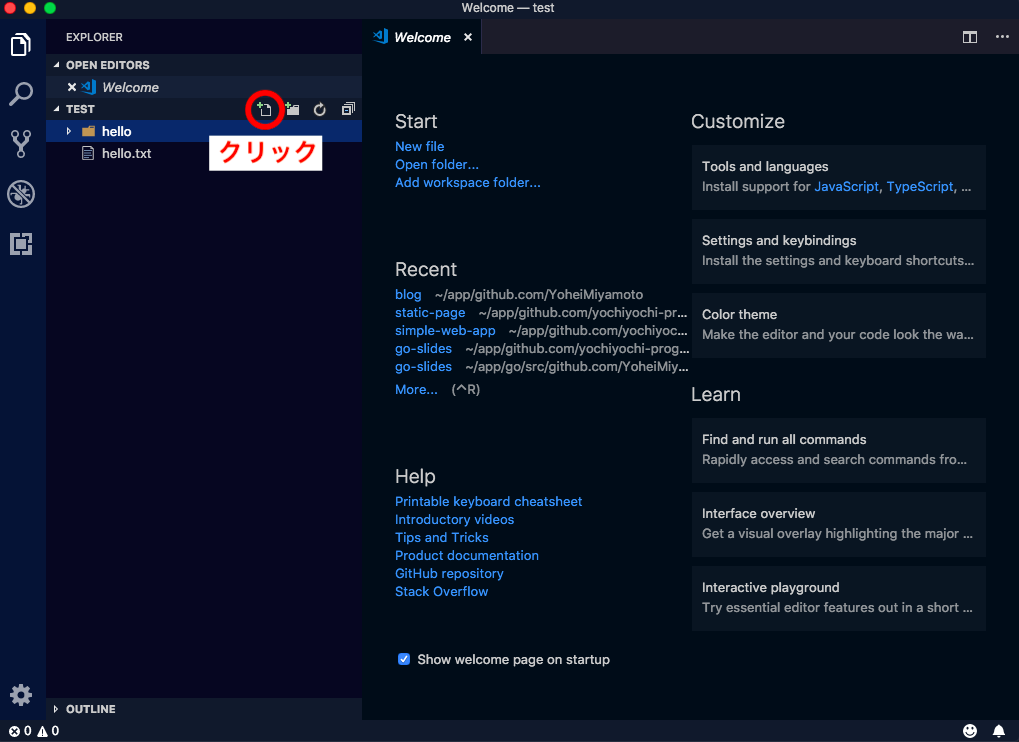 Welcome — test
EXPLORER
OPEN EDITORS
Welcome
TEST
hello
hello.txt
クリック
OUTLINE
0 0
Welcome
Start
New file
Open folder...
Add workspace folder...
Recent
blog ~/app/github.com/YoheiMiyamoto
static-page ~/app/github.com/yochiyochi-pr...
simple-web-app ~/app/github.com/yochiyoc...
go-slides ~/app/github.com/yochiyochi-prog...
go-slides ~/app/go/src/github.com/YoheiMiy...
More... (^R)
Help
Printable keyboard cheatsheet
Introductory videos
Tips and Tricks
Product documentation
GitHub repository
Stack Overflow
Show welcome page on startup
Customize
Tools and languages
Install support for JavaScript, TypeScript, ...
Settings and keybindings
Install the settings and keyboard shortcuts...
Color theme
Make the editor and your code look the wa...
Learn
Find and run all commands
Rapidly access and search commands fro...
Interface overview
Get a visual overlay highlighting the major ...
Interactive playground
Try essential editor features out in a short ...